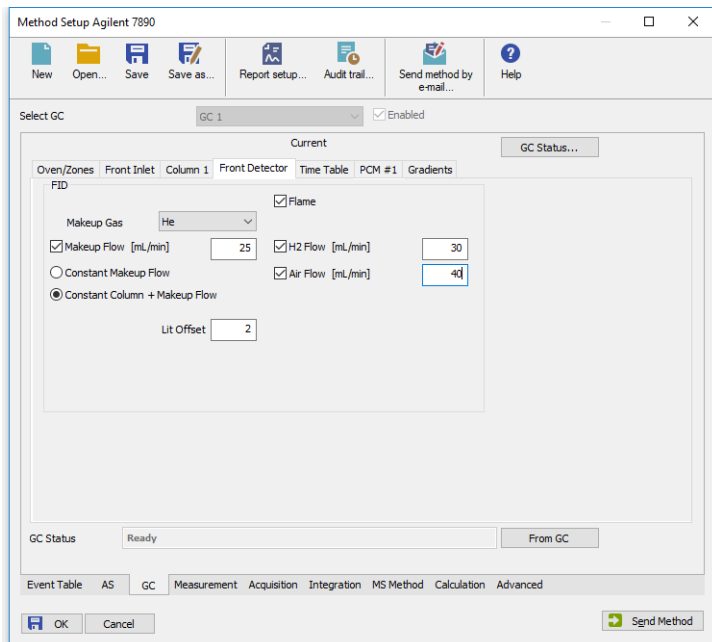 Method Setup Agilent 7890
New Open... Save Save as... Report setup... Audit trail... Send method by e-mail... Help
Select GC GC 1 Enabled
Current GC Status...
Oven/Zones Front Inlet Column 1 Front Detector Time Table PCM #1 Gradients
FID
Flame
Makeup Gas He
Makeup Flow [mL/min] 25 H2 Flow [mL/min] 30
Constant Makeup Flow Air Flow [mL/min] 40
Constant Column + Makeup Flow
Lit Offset 2
GC Status Ready From GC
Event Table AS GC Measurement Acquisition Integration MS Method Calculation Advanced
OK Cancel Send Method